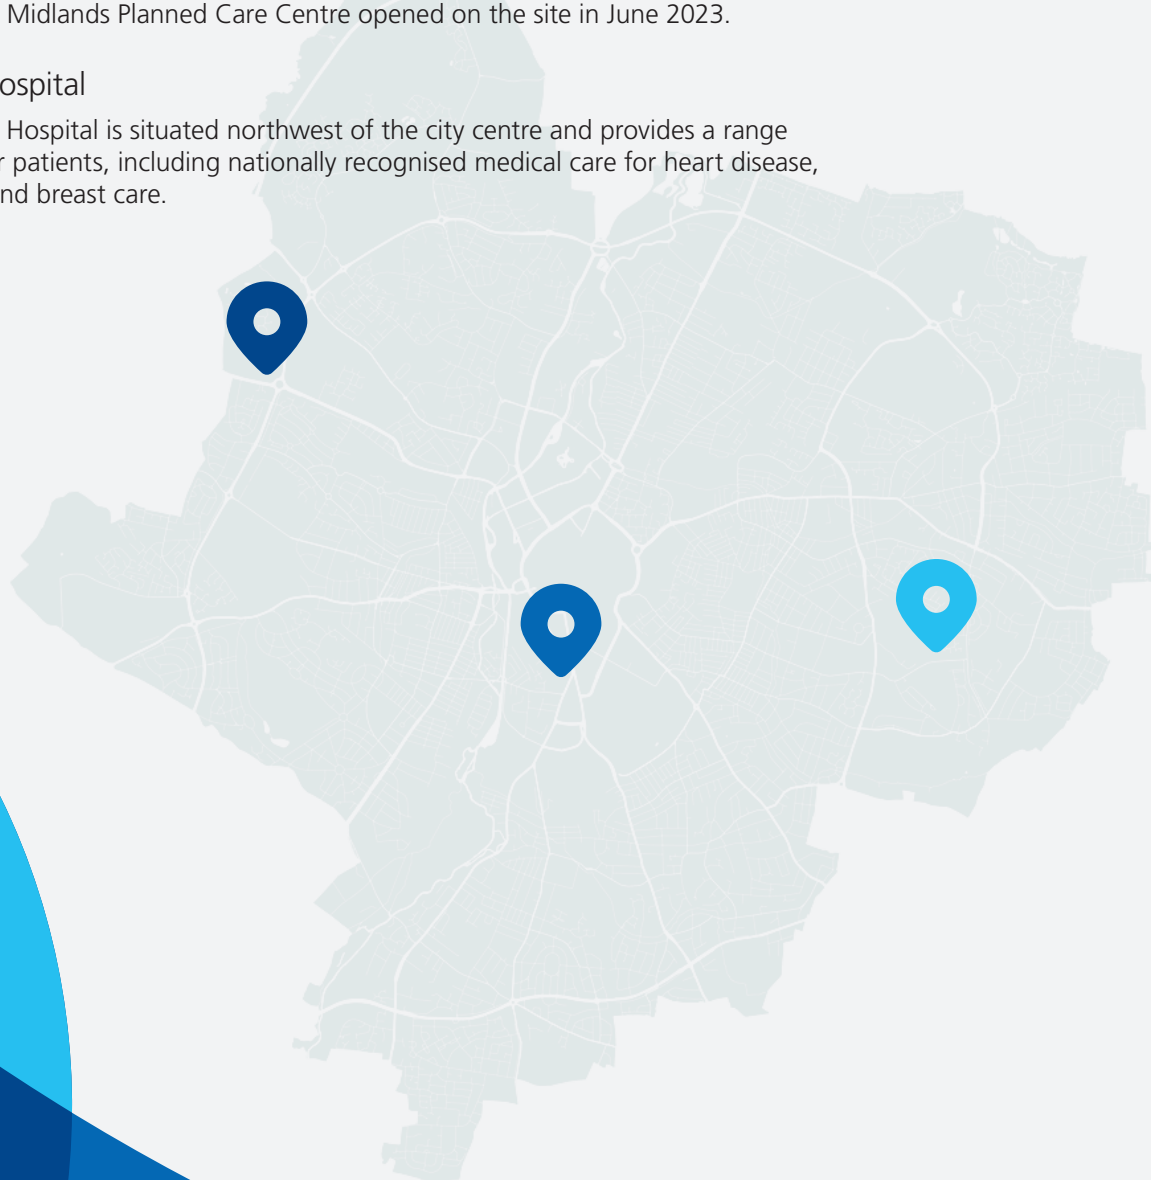 Midlands Planned Care Centre opened on the site in June 2023.
ospital
Hospital is situated northwest of the city centre and provides a range
r patients, including nationally recognised medical care for heart disease,
nd breast care.